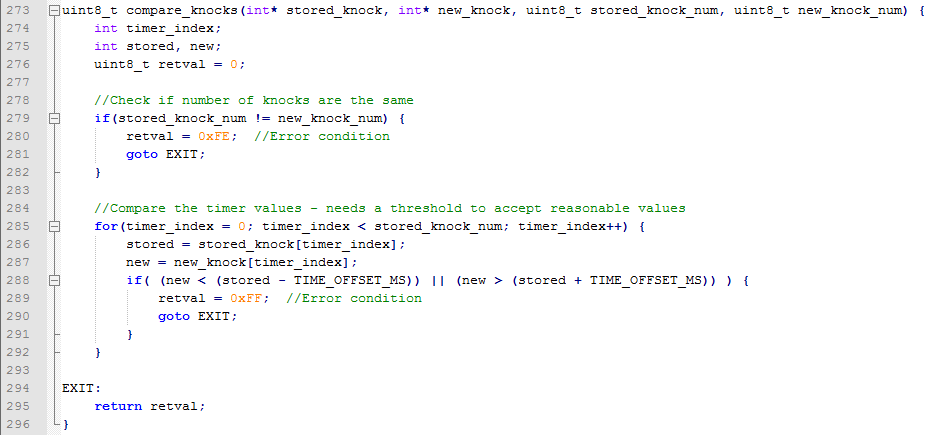 273 uint8_t compare_knocks(int* stored_knock, int* new_knock, uint8_t stored_knock_num, uint8_t new_knock_num) {
274     int timer_index;
275     int stored, new;
276     uint8_t retval = 0;
277
278     //Check if number of knocks are the same
279     if(stored_knock_num != new_knock_num) {
280         retval = 0xFE;  //Error condition
281         goto EXIT;
282     }
283
284     //Compare the timer values - needs a threshold to accept reasonable values
285     for(timer_index = 0; timer_index < stored_knock_num; timer_index++) {
286         stored = stored_knock[timer_index];
287         new = new_knock[timer_index];
288         if( (new < (stored - TIME_OFFSET_MS)) || (new > (stored + TIME_OFFSET_MS)) ) {
289             retval = 0xFF;  //Error condition
290             goto EXIT;
291         }
292     }
293
294 EXIT:
295     return retval;
296 }